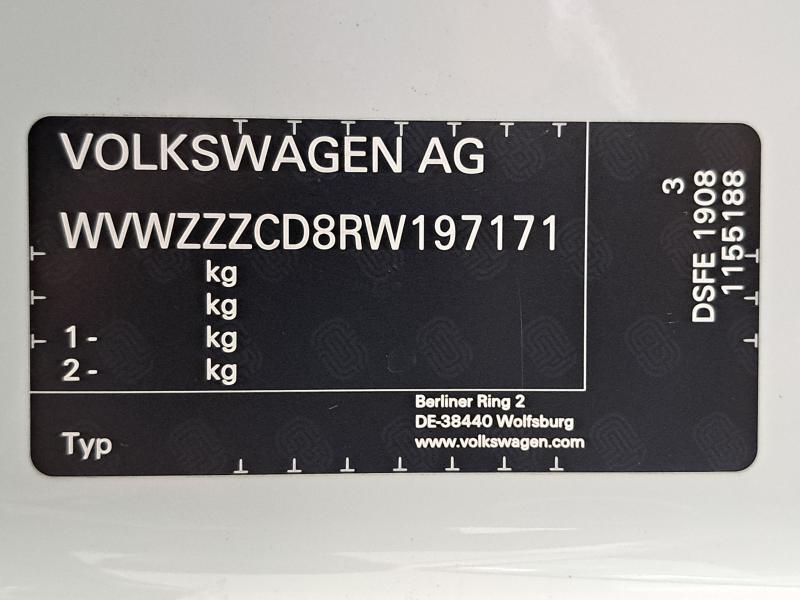 VOLKSWAGEN AG
WVWZZZCD8RW197171
kg
kg
1 - kg
2 - kg
Typ
Berliner Ring 2
DE-38440 Wolfsburg
www.volkswagen.com
3
DSFE 1908
1155188